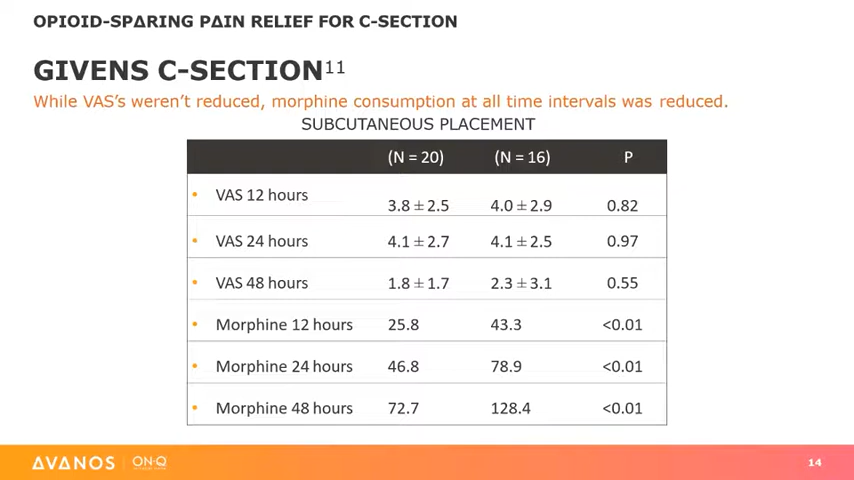 OPIOID-SPΔRING PΔIN RELIEF FOR C-SECTION
GIVENS C-SECTION11
While VAS’s weren’t reduced, morphine consumption at all time intervals was reduced.
SUBCUTANEOUS PLACEMENT
(N = 20) (N = 16) P
• VAS 12 hours 3.8 ± 2.5 4.0 ± 2.9 0.82
• VAS 24 hours 4.1 ± 2.7 4.1 ± 2.5 0.97
• VAS 48 hours 1.8 ± 1.7 2.3 ± 3.1 0.55
• Morphine 12 hours 25.8 43.3 <0.01
• Morphine 24 hours 46.8 78.9 <0.01
• Morphine 48 hours 72.7 128.4 <0.01
AVANOS ON-Q 14